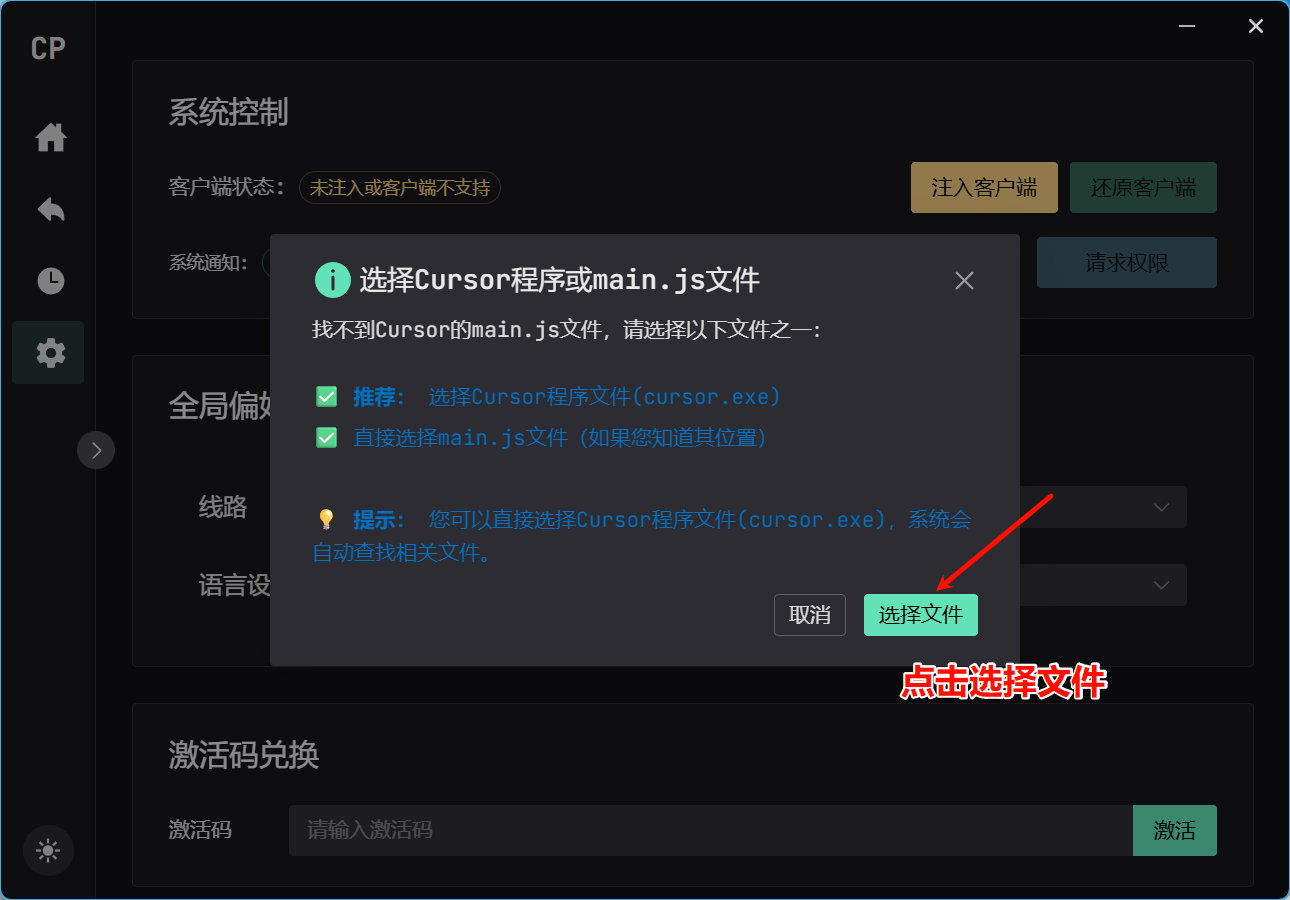 CP
系统控制
客户端状态： 未注入或客户端不支持 注入客户端 还原客户端
系统通知： 请求权限
选择Cursor程序或main.js文件
找不到Cursor的main.js文件，请选择以下文件之一：
✅ 推荐： 选择Cursor程序文件(cursor.exe)
✅ 直接选择main.js文件（如果您知道其位置）
💡 提示： 您可以直接选择Cursor程序文件(cursor.exe)，系统会
自动查找相关文件。
取消 选择文件
点击选择文件
全局偏好
线路
语言设
激活码兑换
激活码 请输入激活码 激活